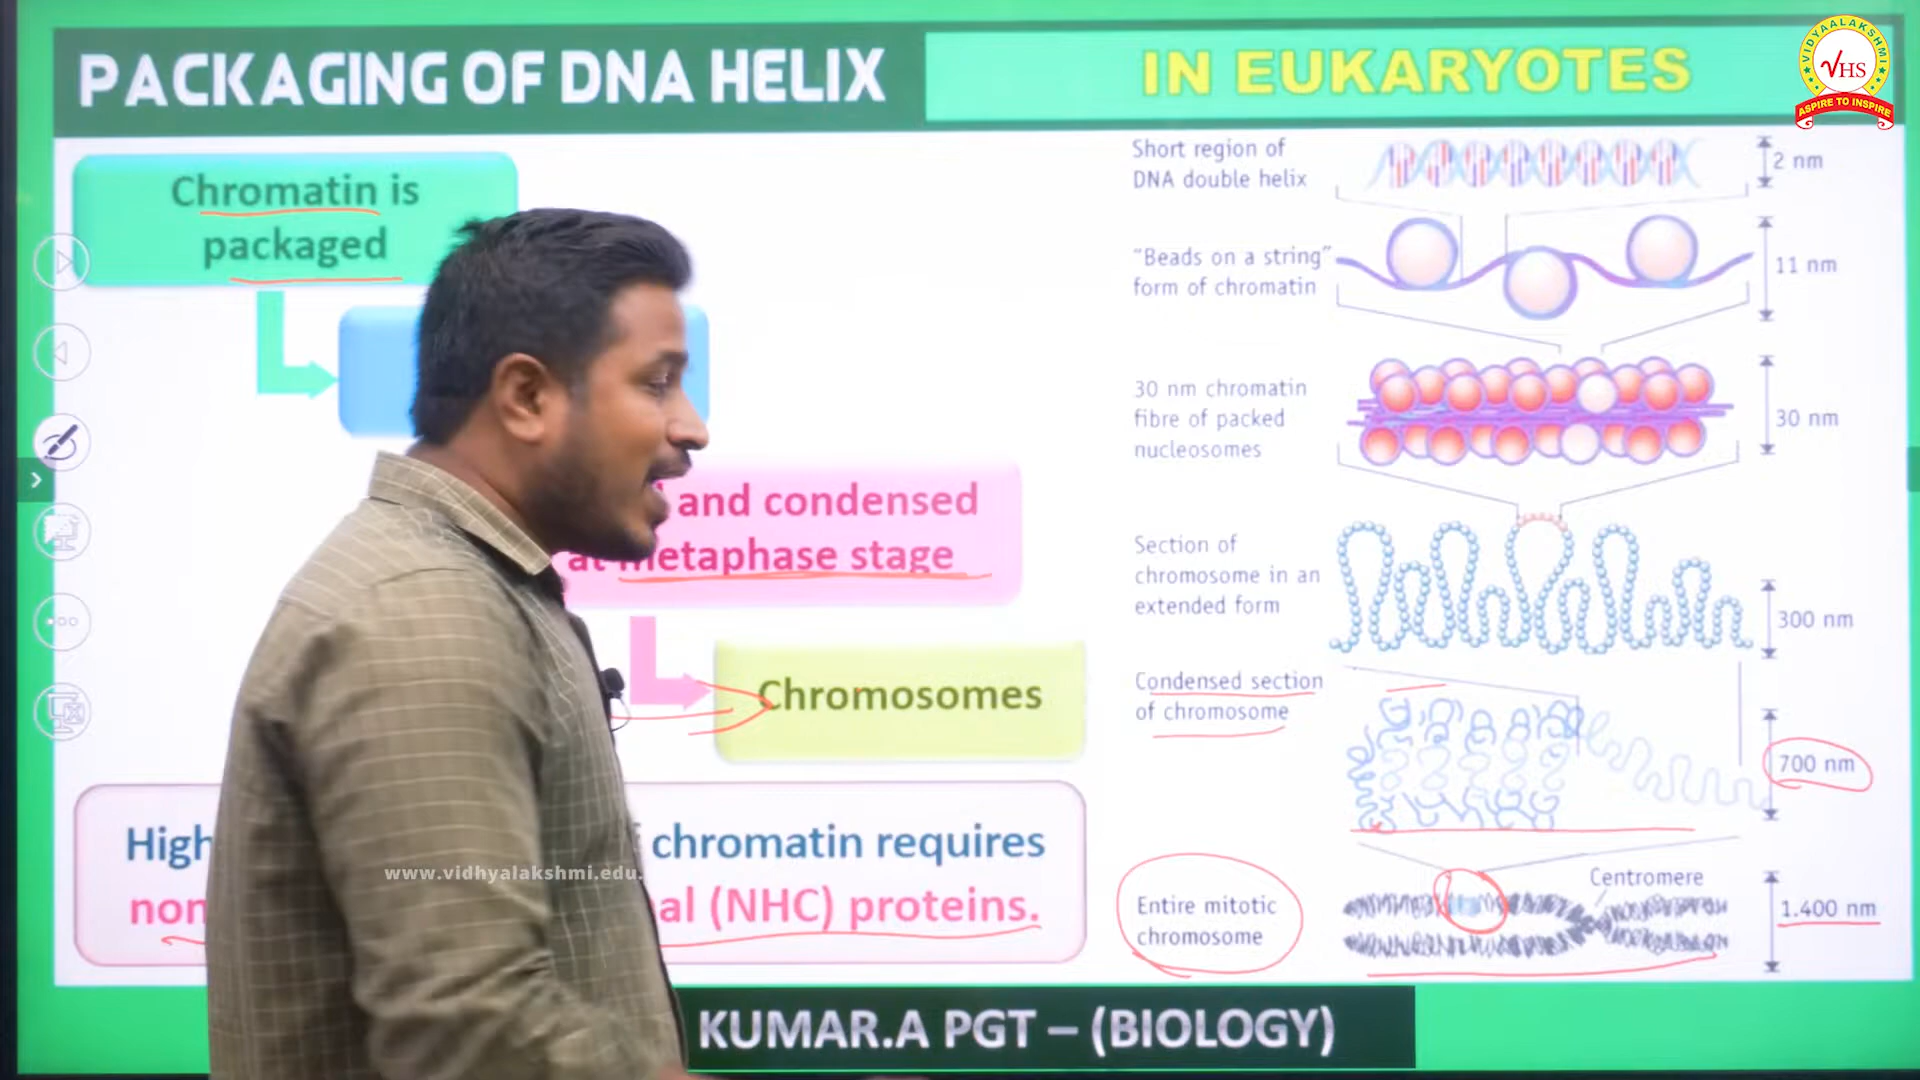 PACKAGING OF DNA HELIX
IN EUKARYOTES
VIDYAALAKSHMI
VHS
ASPIRE TO INSPIRE
Chromatin is
packaged
and condensed
at metaphase stage
Chromosomes
High
chromatin requires
non
al (NHC) proteins.
www.vidhyalakshmi.edu.
Short region of
DNA double helix
2 nm
"Beads on a string"
form of chromatin
11 nm
30 nm chromatin
fibre of packed
nucleosomes
30 nm
Section of
chromosome in an
extended form
300 nm
Condensed section
of chromosome
700 nm
Centromere
Entire mitotic
chromosome
1.400 nm
KUMAR.A PGT – (BIOLOGY)